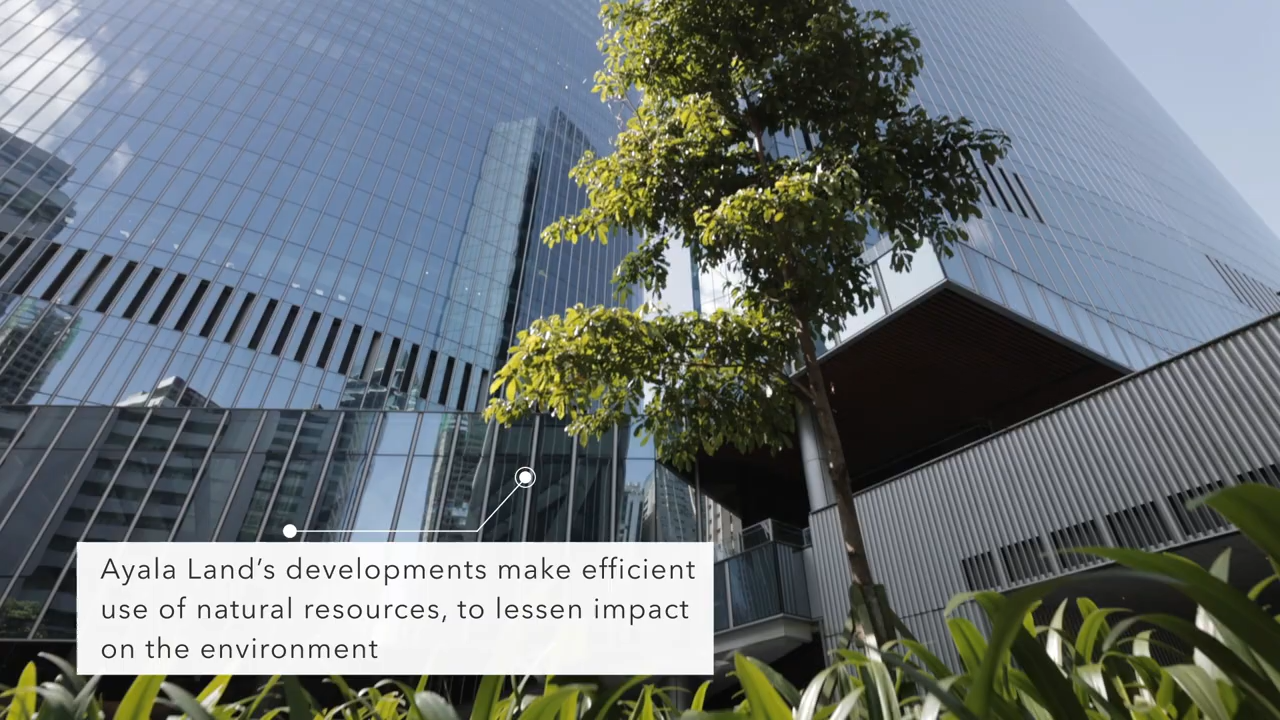 Ayala Land’s developments make efficient
use of natural resources, to lessen impact
on the environment